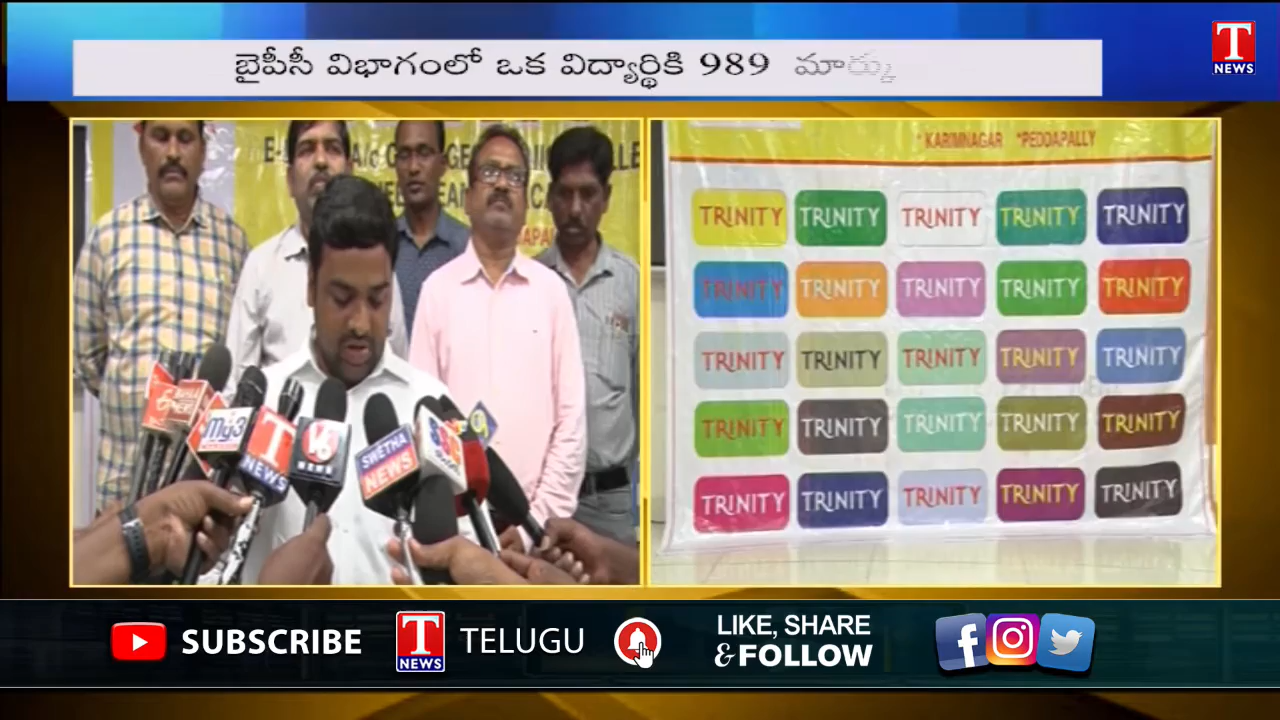 బైపీసీ విభాగంలో ఒక విద్యార్థికి 989 మార్కు
T
NEWS
* KARIMNAGAR *PEDDAPALLY
TRINITY TRINITY TRINITY TRINITY TRINITY
TRINITY TRINITY TRINITY TRINITY TRINITY
TRINITY TRINITY TRINITY TRINITY TRINITY
TRINITY TRINITY TRINITY TRINITY TRINITY
TRINITY TRINITY TRINITY TRINITY TRINITY
My3
T
NEWS
V6
NEWS
SWETHA
NEWS
SUBSCRIBE
T
NEWS
TELUGU
LIKE, SHARE
& FOLLOW